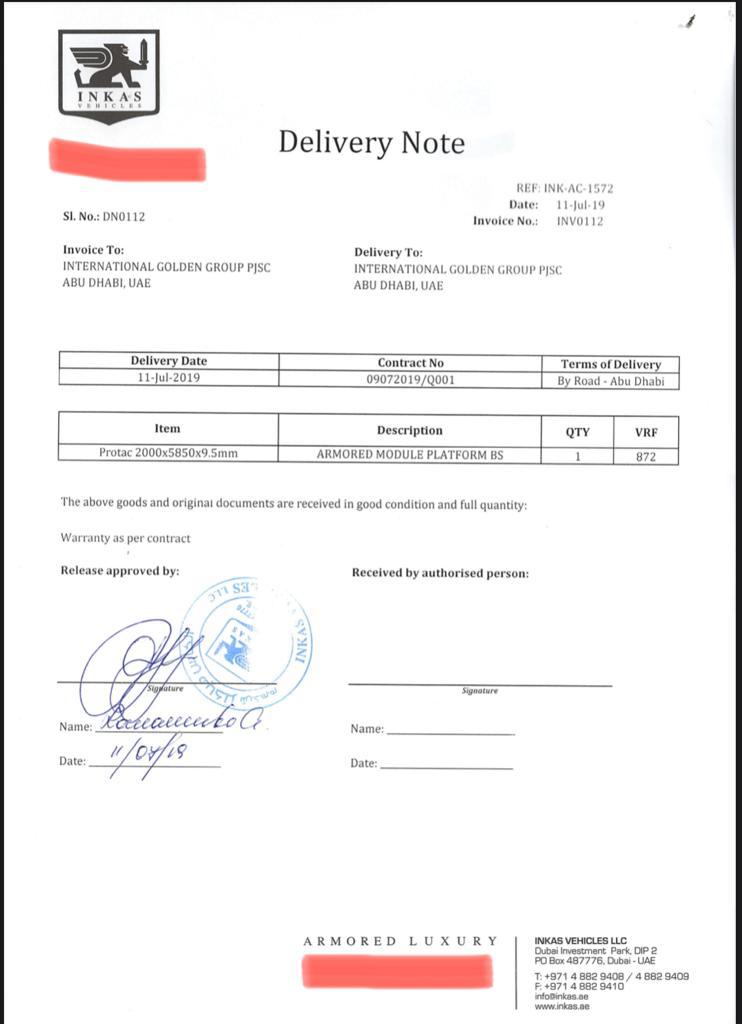 INKAS
VEHICLES
Delivery Note
REF: INK-AC-1572
Date: 11-Jul-19
Sl. No.: DN0112
Invoice No.: INV0112
Invoice To:
INTERNATIONAL GOLDEN GROUP PJSC
ABU DHABI, UAE
Delivery To:
INTERNATIONAL GOLDEN GROUP PJSC
ABU DHABI, UAE
Delivery Date Contract No Terms of Delivery
11-Jul-2019 09072019/Q001 By Road - Abu Dhabi
Item Description QTY VRF
Protac 2000x5850x9.5mm ARMORED MODULE PLATFORM BS 1 872
The above goods and original documents are received in good condition and full quantity:
Warranty as per contract
Release approved by:
INKAS
LES LLC
INKAS
Signature
Name:
Date: 11/07/19
Received by authorised person:
Signature
Name:
Date:
ARMORED LUXURY
INKAS VEHICLES LLC
Dubai Investment Park, DIP 2
PO Box 487776, Dubai - UAE
T: +971 4 882 9408 / 4 882 9409
F: +971 4 882 9410
info@inkas.ae
www.inkas.ae